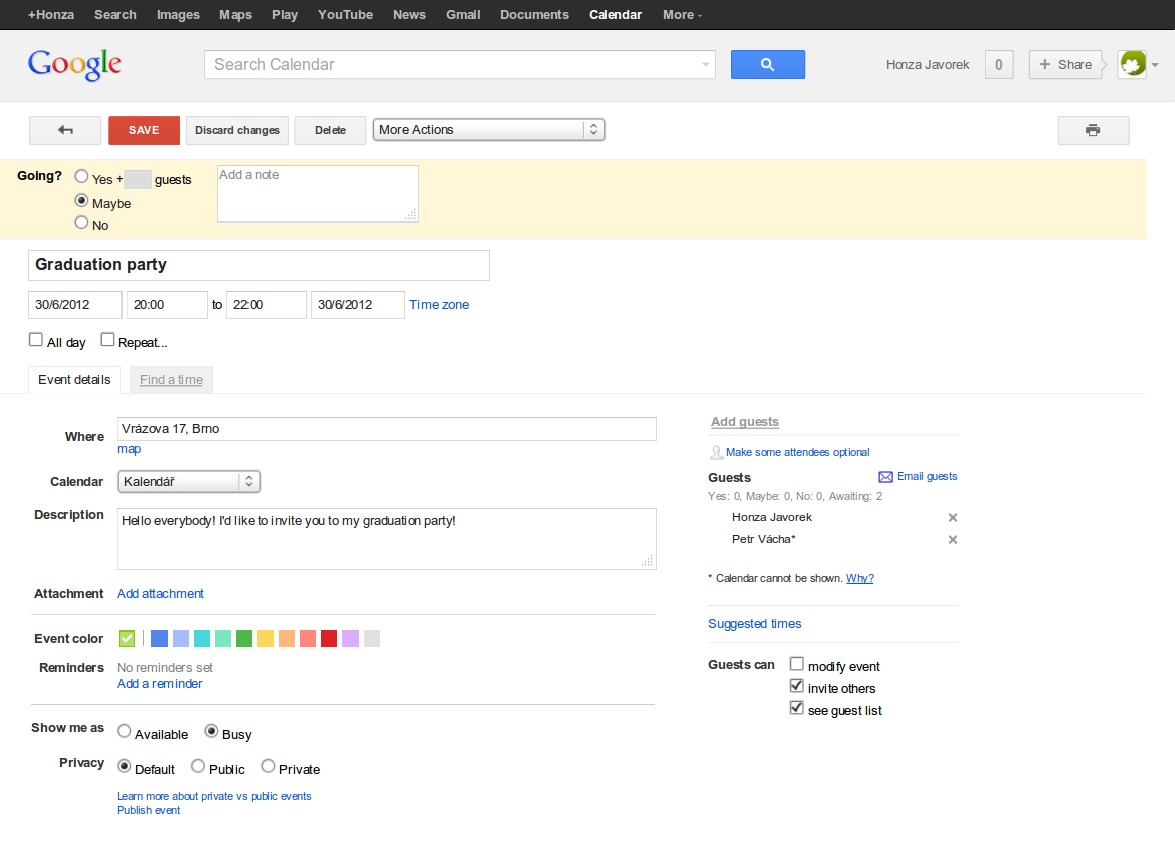 +Honza Search Images Maps Play YouTube News Gmail Documents Calendar More
Google Search Calendar Honza Javorek 0 + Share
SAVE Discard changes Delete More Actions
Going? Yes + guests Add a note
Maybe
No
Graduation party
30/6/2012 20:00 to 22:00 30/6/2012 Time zone
All day Repeat...
Event details Find a time
Where Vrázova 17, Brno
map
Calendar Kalendář
Description Hello everybody! I'd like to invite you to my graduation party!
Attachment Add attachment
Event color
Reminders No reminders set
Add a reminder
Show me as Available Busy
Privacy Default Public Private
Learn more about private vs public events
Publish event
Add guests
Make some attendees optional
Guests Email guests
Yes: 0, Maybe: 0, No: 0, Awaiting: 2
Honza Javorek
Petr Vácha*
* Calendar cannot be shown. Why?
Suggested times
Guests can modify event
invite others
see guest list